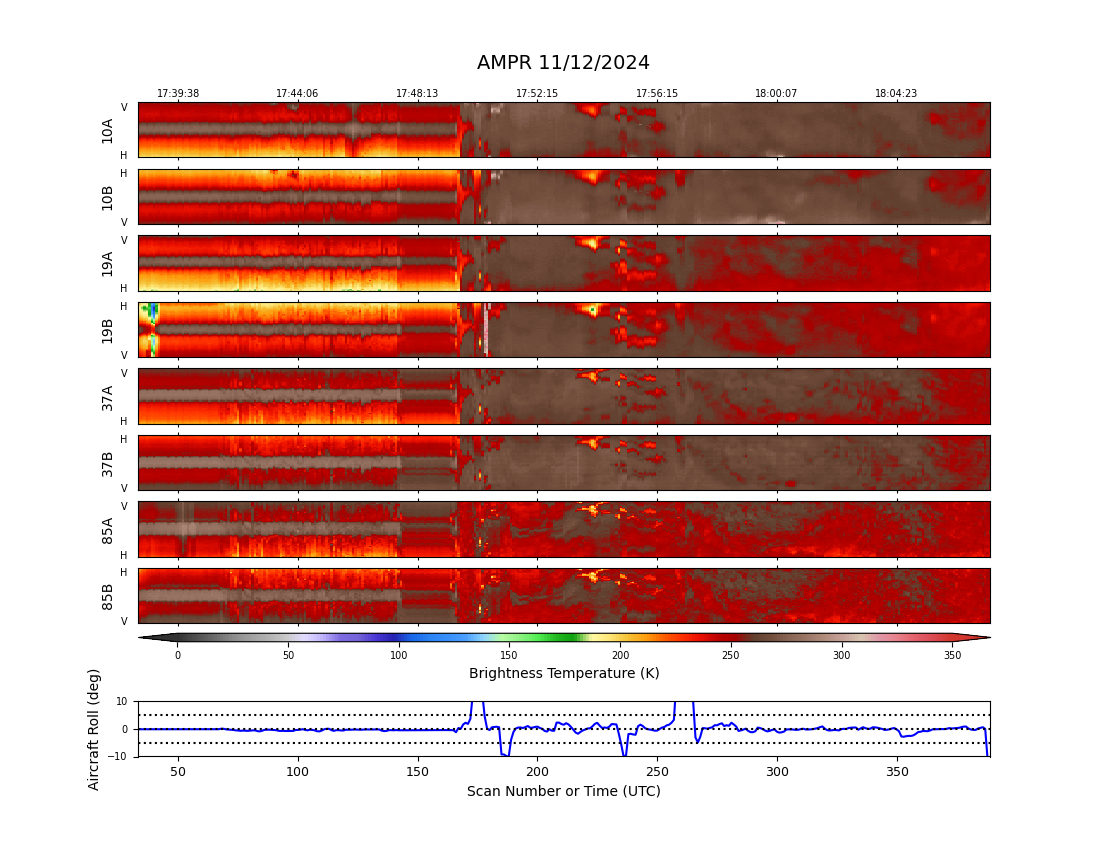 AMPR 11/12/2024
17:39:38 17:44:06 17:48:13 17:52:15 17:56:15 18:00:07 18:04:23
V
10A
H
H
10B
V
V
19A
H
H
19B
V
V
37A
H
H
37B
V
V
85A
H
H
85B
V
0 50 100 150 200 250 300 350
Brightness Temperature (K)
Aircraft Roll (deg)
10
0
−10
50 100 150 200 250 300 350
Scan Number or Time (UTC)